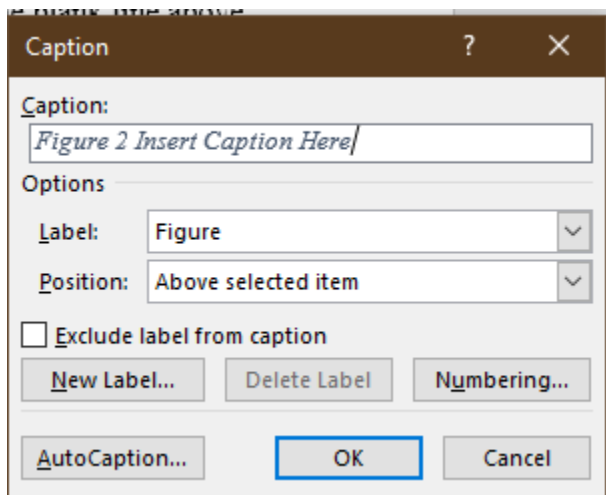 Caption ? ×
Caption:
Figure 2 Insert Caption Here
Options
Label: Figure
Position: Above selected item
Exclude label from caption
New Label... Delete Label Numbering...
AutoCaption... OK Cancel